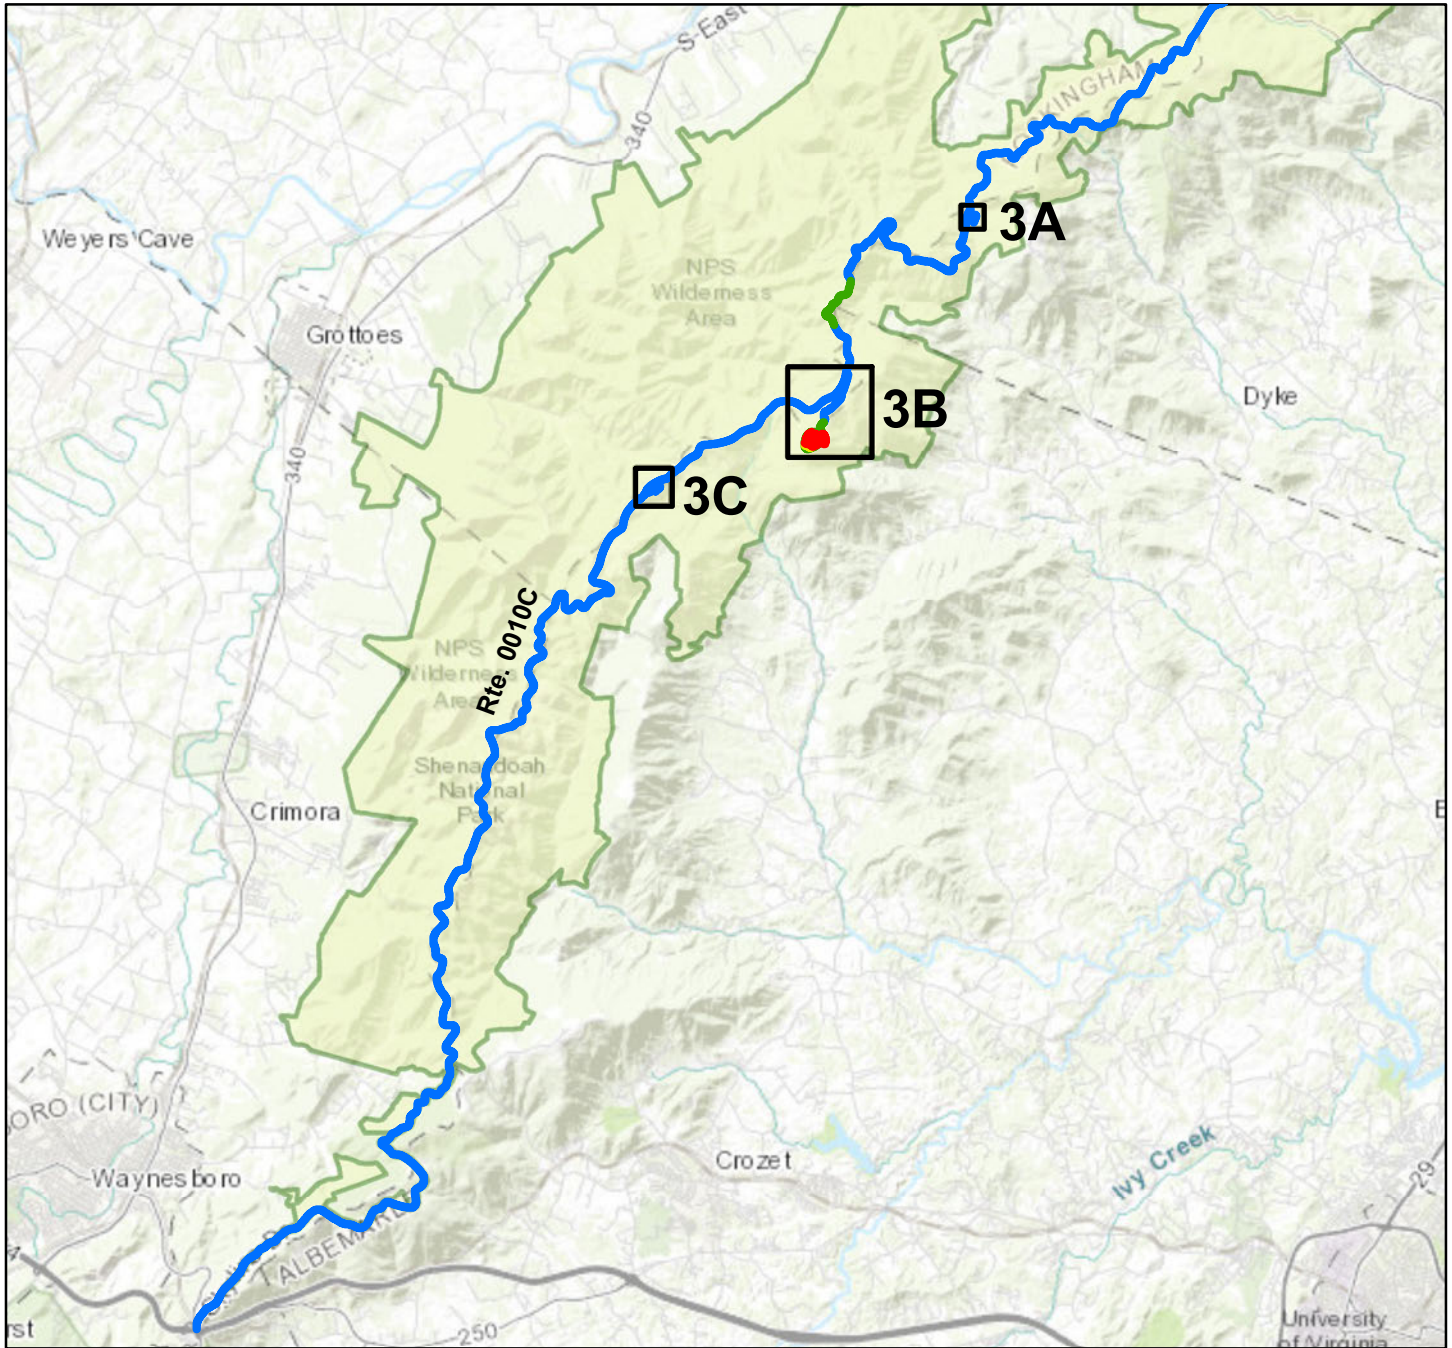 S-East
340
KINGHAM
3A
Weyers Cave
NPS
Wilderness
Area
Grottoes
Dyke
3B
340
3C
Rte. 0010C
NPS
Wilderness
Area
Shenandoah
National
Park
Crimora
E
ORO (CITY)
Waynesboro
Crozet
Ivy Creek
29
ALBEMARLE
rst
250
University
of Virginia